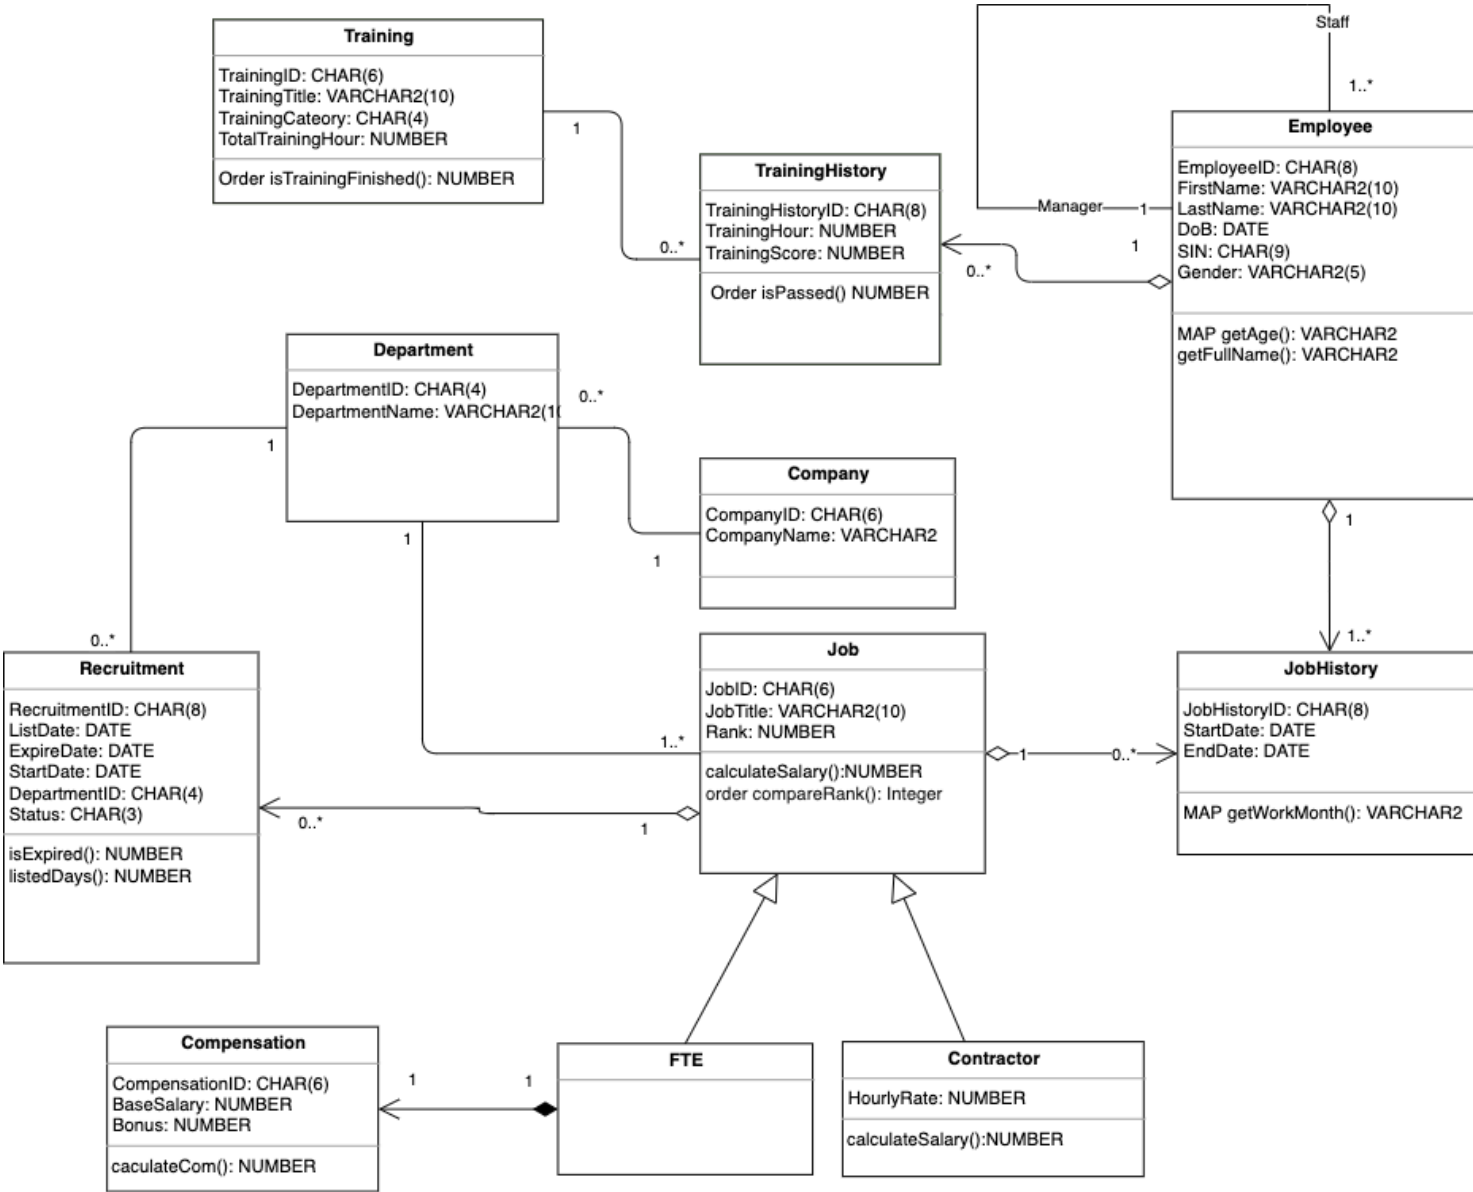 Staff
1..*
Training
TrainingID: CHAR(6)
TrainingTitle: VARCHAR2(10)
TrainingCateory: CHAR(4)
TotalTrainingHour: NUMBER
Order isTrainingFinished(): NUMBER
1
0..*
TrainingHistory
TrainingHistoryID: CHAR(8)
TrainingHour: NUMBER
TrainingScore: NUMBER
Order isPassed() NUMBER
Manager
1
1
0..*
Employee
EmployeeID: CHAR(8)
FirstName: VARCHAR2(10)
LastName: VARCHAR2(10)
DoB: DATE
SIN: CHAR(9)
Gender: VARCHAR2(5)
MAP getAge(): VARCHAR2
getFullName(): VARCHAR2
1
1..*
Department
DepartmentID: CHAR(4)
DepartmentName: VARCHAR2(1
0..*
1
1
1
Company
CompanyID: CHAR(6)
CompanyName: VARCHAR2
0..*
Recruitment
RecruitmentID: CHAR(8)
ListDate: DATE
ExpireDate: DATE
StartDate: DATE
DepartmentID: CHAR(4)
Status: CHAR(3)
isExpired(): NUMBER
listedDays(): NUMBER
0..*
1
1..*
Job
JobID: CHAR(6)
JobTitle: VARCHAR2(10)
Rank: NUMBER
calculateSalary():NUMBER
order compareRank(): Integer
1
0..*
JobHistory
JobHistoryID: CHAR(8)
StartDate: DATE
EndDate: DATE
MAP getWorkMonth(): VARCHAR2
Compensation
CompensationID: CHAR(6)
BaseSalary: NUMBER
Bonus: NUMBER
caculateCom(): NUMBER
1
1
FTE
Contractor
HourlyRate: NUMBER
calculateSalary():NUMBER